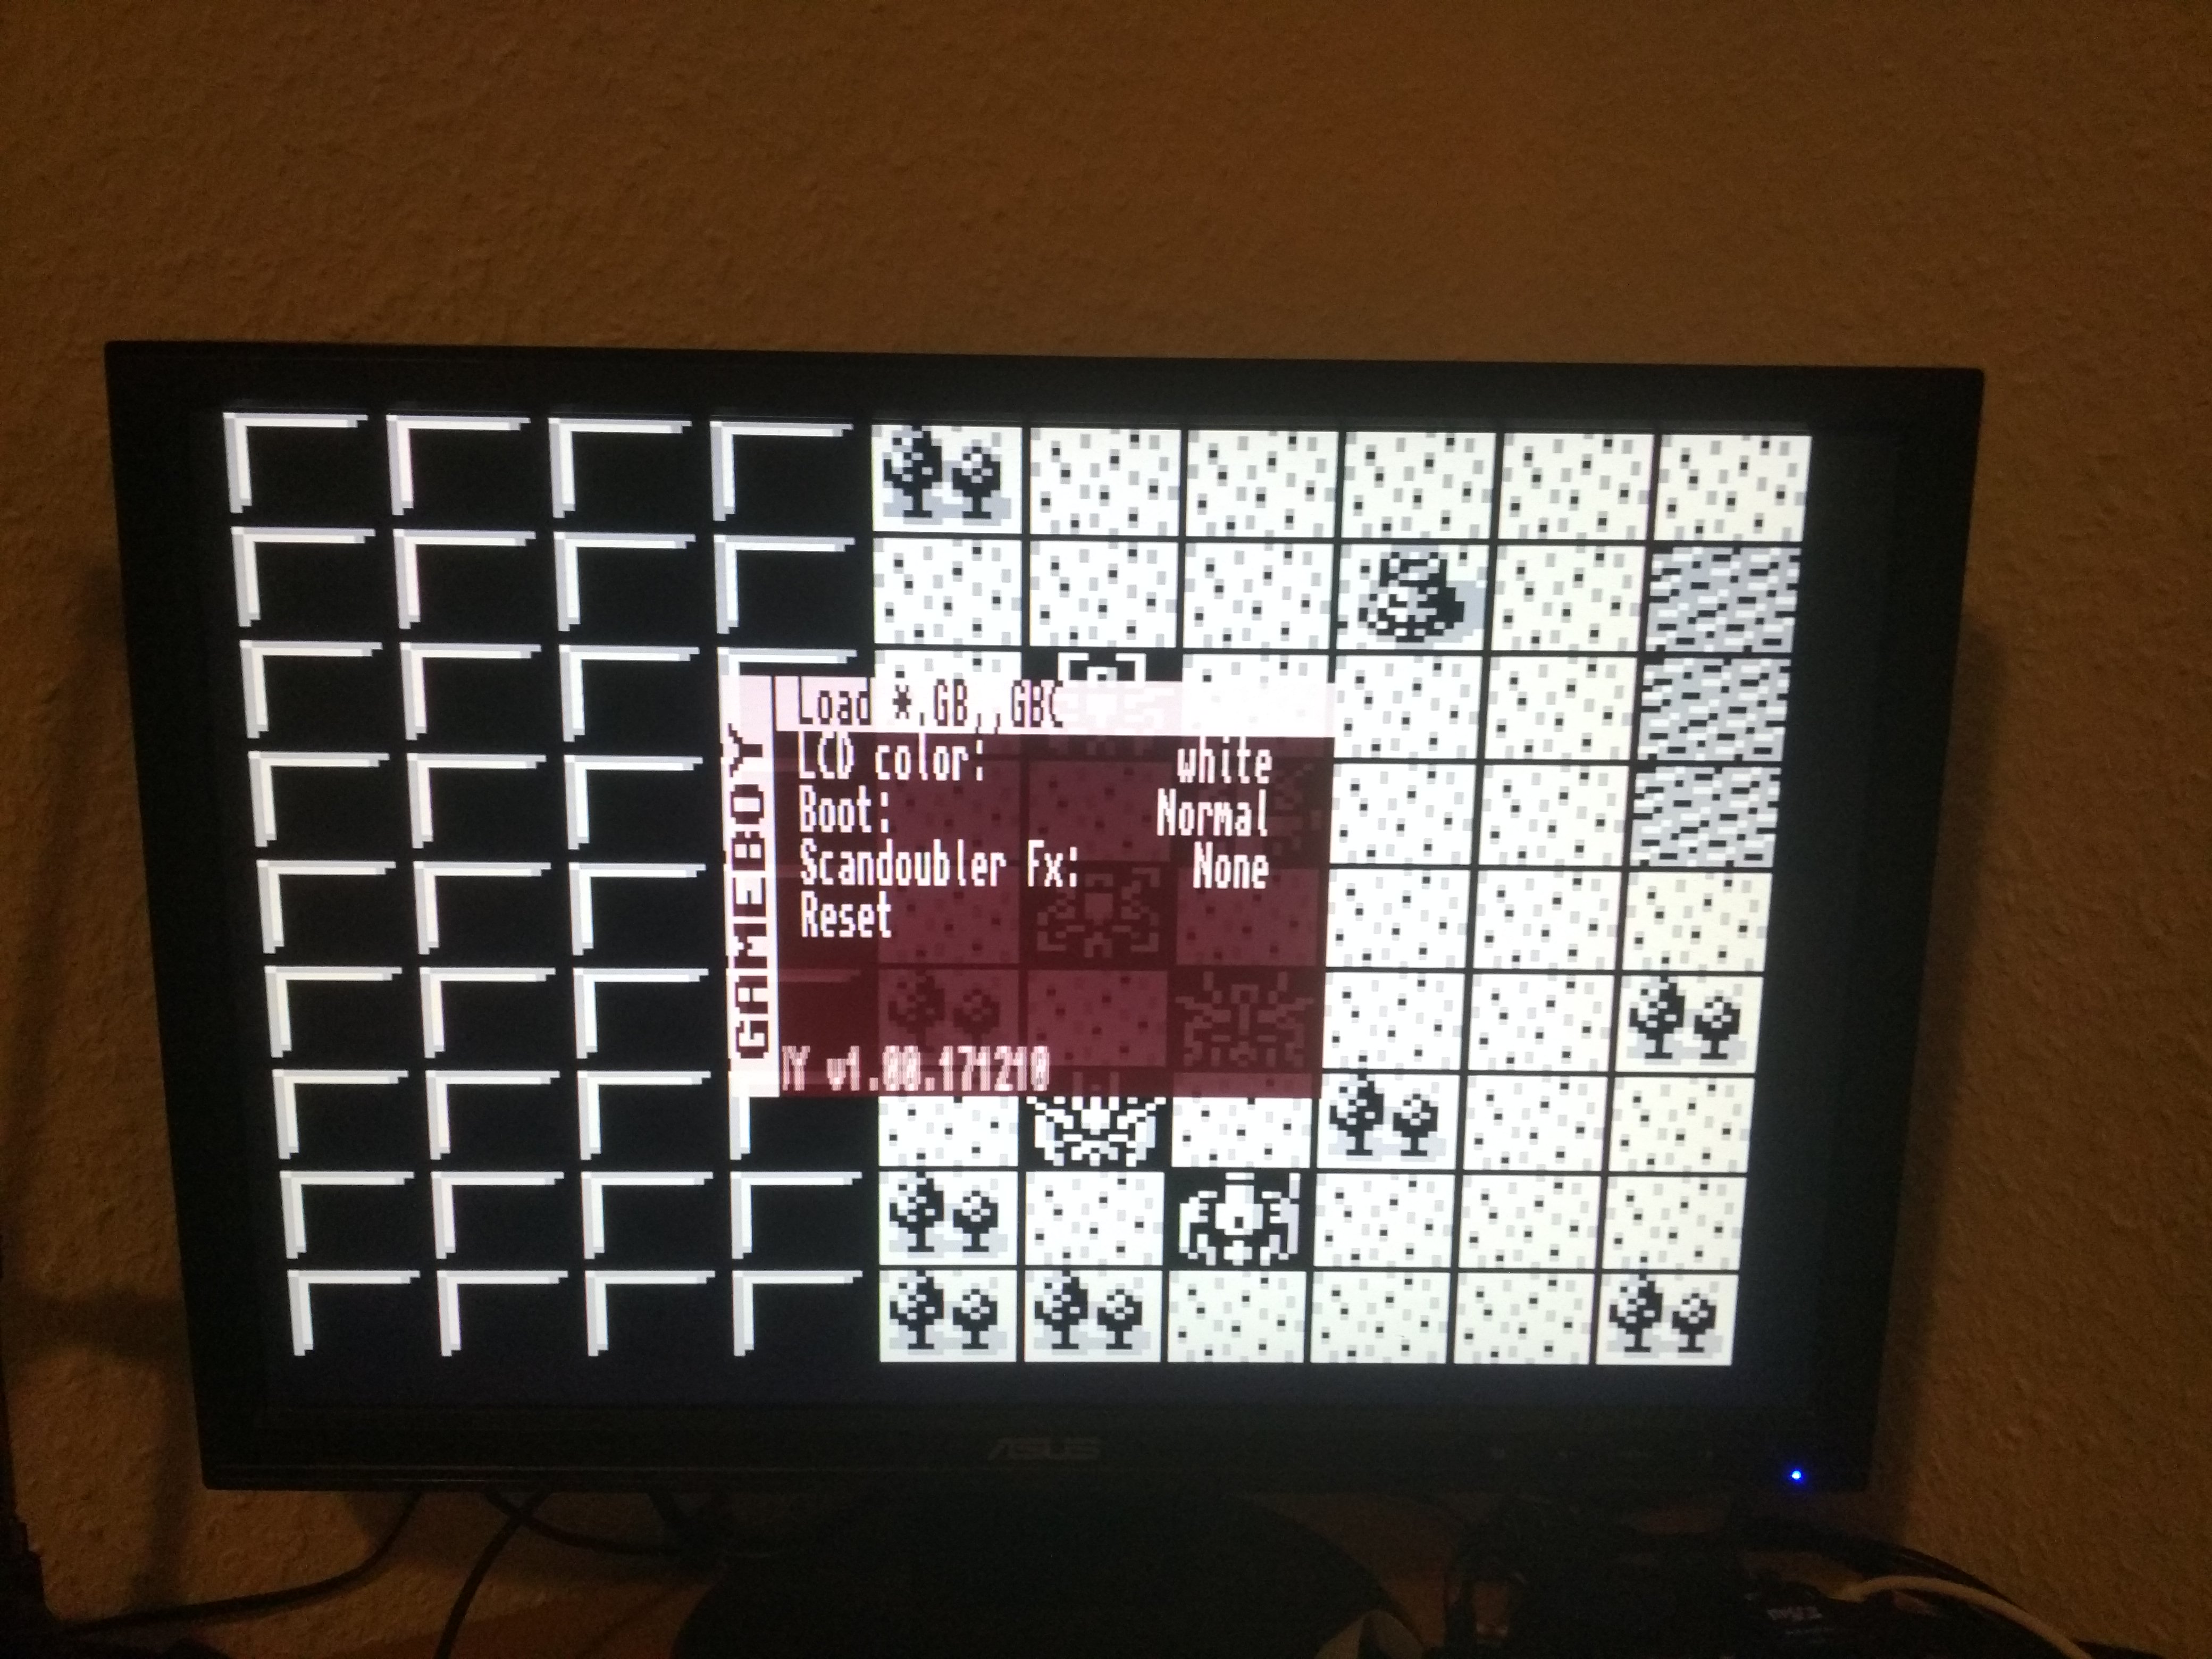 GAMEBOY
Load *.GB,,GBC
LCD color: white
Boot: Normal
Scandoubler Fx: None
Reset
Y v1.00.171210
ASUS